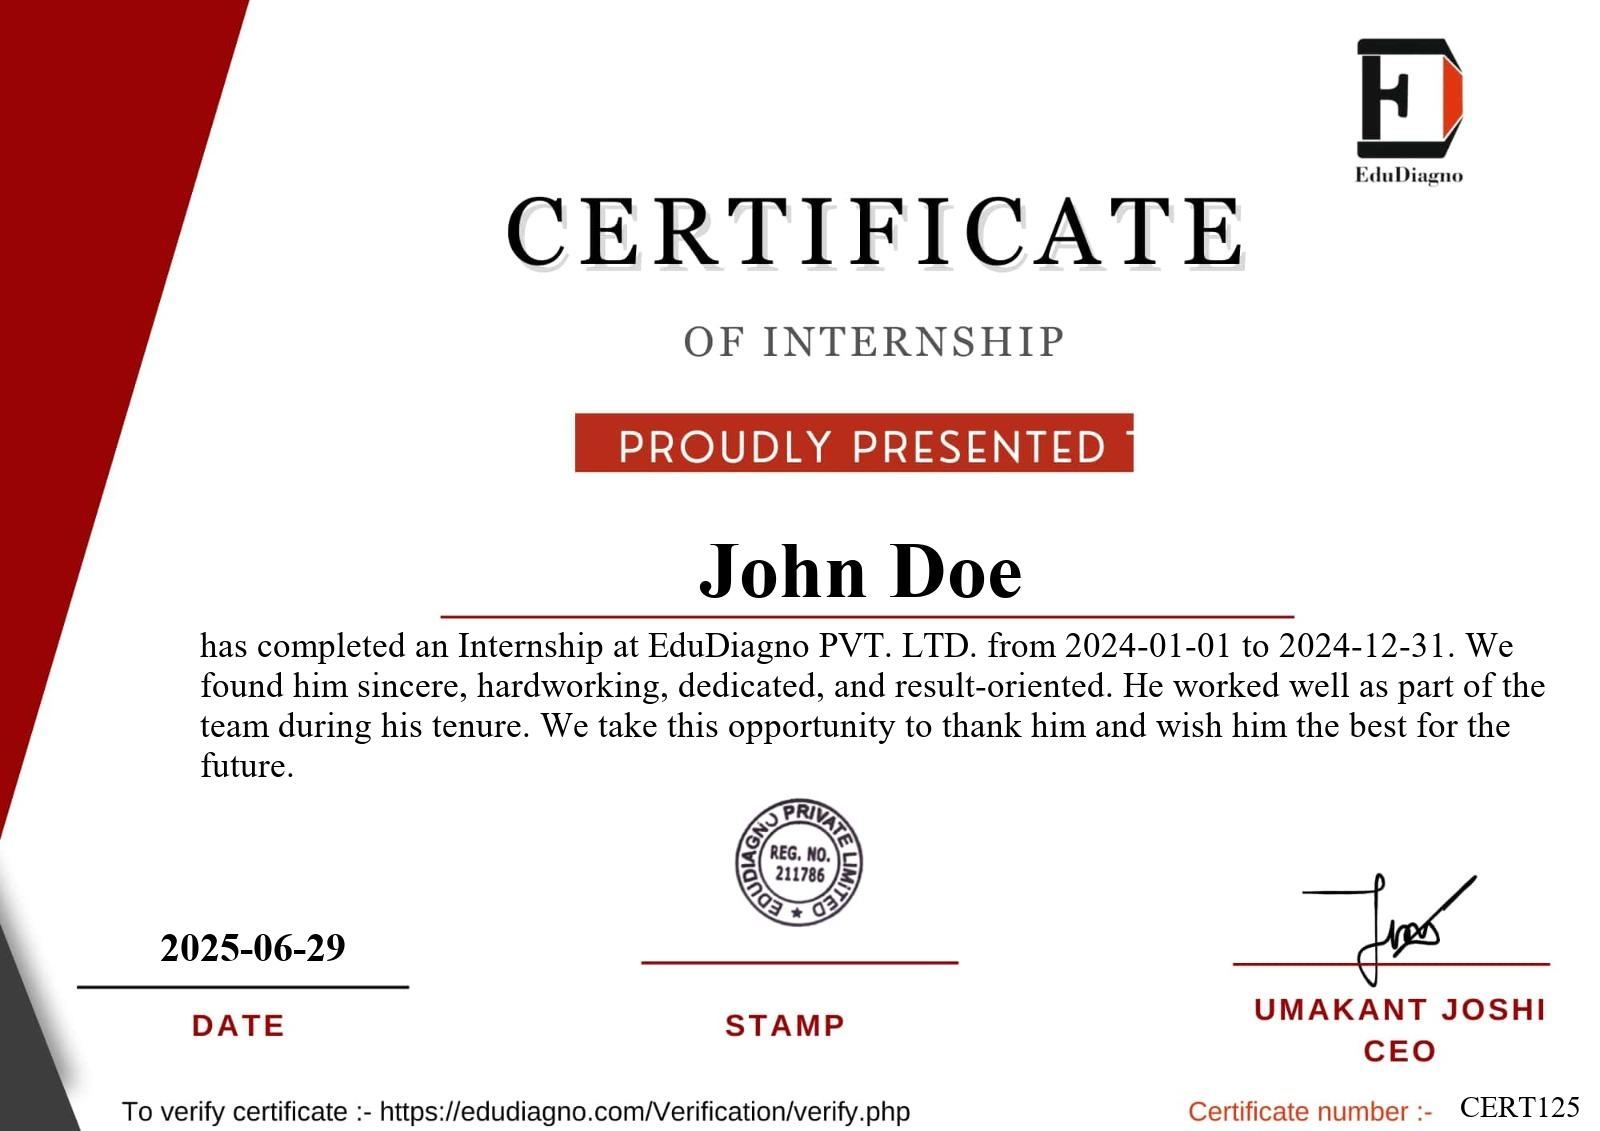 EduDiagno
CERTIFICATE
OF INTERNSHIP
PROUDLY PRESENTED T
John Doe
has completed an Internship at EduDiagno PVT. LTD. from 2024-01-01 to 2024-12-31. We
found him sincere, hardworking, dedicated, and result-oriented. He worked well as part of the
team during his tenure. We take this opportunity to thank him and wish him the best for the
future.
EDUDIAGNO PRIVATE LIMITED
REG. NO.
211786
2025-06-29
DATE
STAMP
UMAKANT JOSHI
CEO
To verify certificate :- https://edudiagno.com/Verification/verify.php
Certificate number :- CERT125